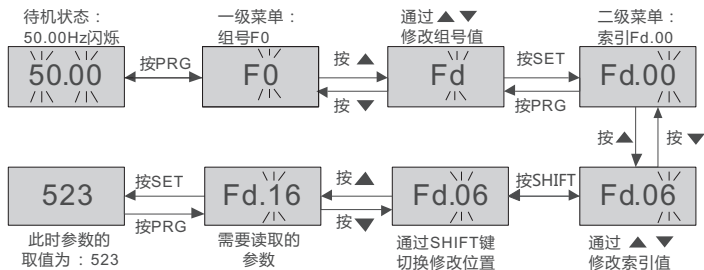 待机状态：
50.00Hz闪烁
一级菜单：
组号F0
通过▲ ▼
修改组号值
二级菜单：
索引Fd.00
50.00
按PRG
F0
按 ▲
按 ▼
Fd
按SET
按PRG
Fd.00
按▲
按 ▼
523
按SET
按PRG
Fd.16
按▲
按▼
Fd.06
按SHIFT
Fd.06
此时参数的
取值为：523
需要读取的
参数
通过SHIFT键
切换修改位置
通过 ▲ ▼
修改索引值